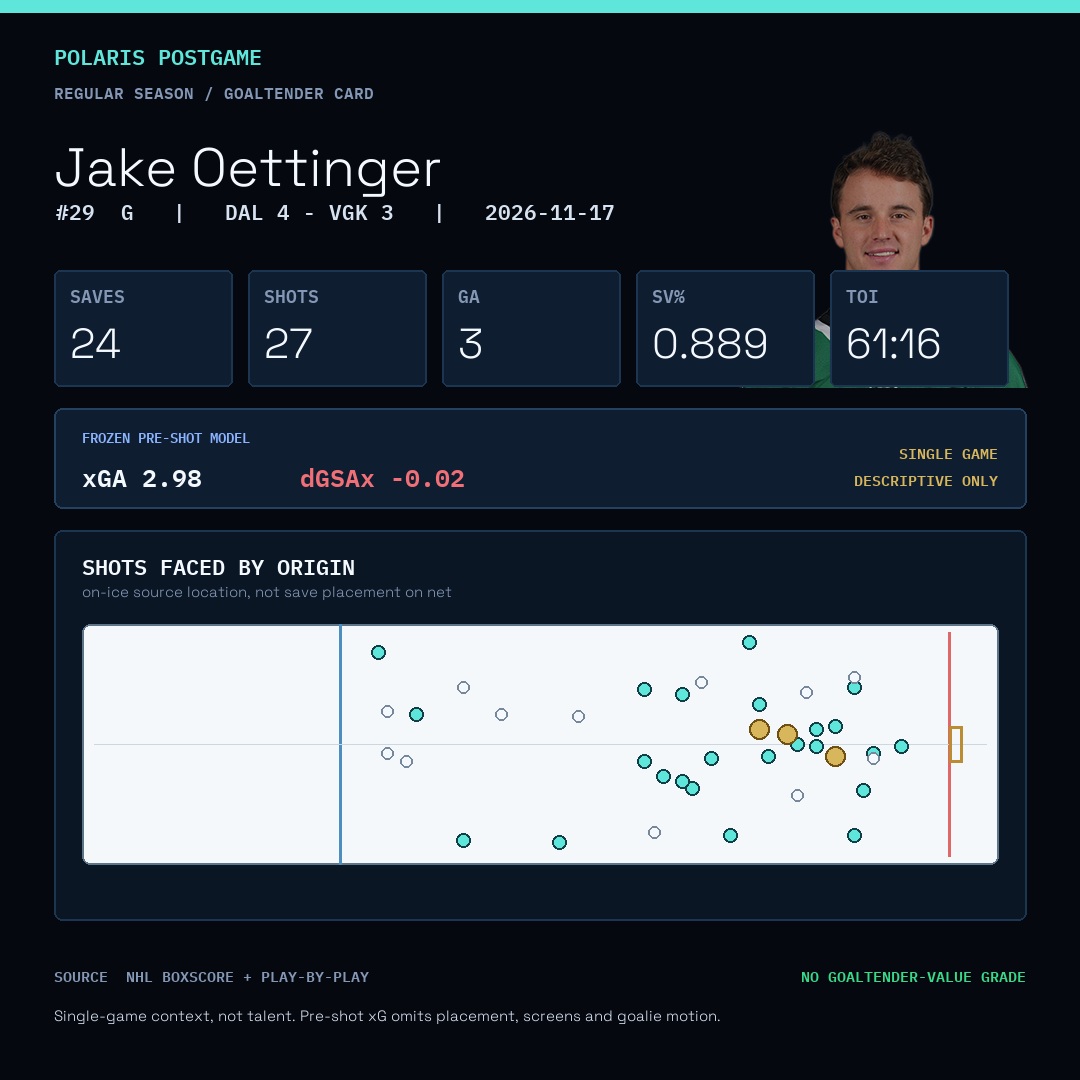 POLARIS POSTGAME
REGULAR SEASON / GOALTENDER CARD
Jake Oettinger
#29 G | DAL 4 - VGK 3 | 2026-11-17
SAVES
24
SHOTS
27
GA
3
SV%
0.889
TOI
61:16
FROZEN PRE-SHOT MODEL
xGA 2.98 dGSAx -0.02
SINGLE GAME
DESCRIPTIVE ONLY
SHOTS FACED BY ORIGIN
on-ice source location, not save placement on net
SOURCE NHL BOXSCORE + PLAY-BY-PLAY
NO GOALTENDER-VALUE GRADE
Single-game context, not talent. Pre-shot xG omits placement, screens and goalie motion.